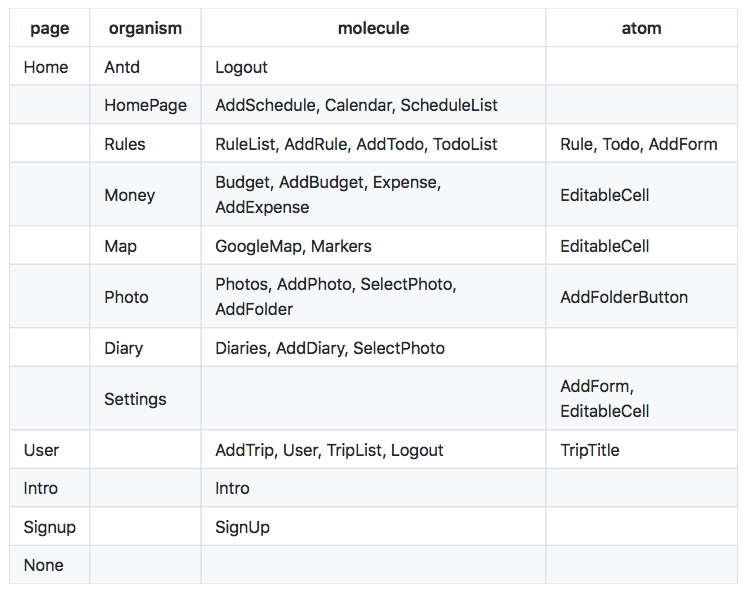 page organism molecule atom
Home Antd Logout
HomePage AddSchedule, Calendar, ScheduleList
Rules RuleList, AddRule, AddTodo, TodoList Rule, Todo, AddForm
Money Budget, AddBudget, Expense, AddExpense EditableCell
Map GoogleMap, Markers EditableCell
Photo Photos, AddPhoto, SelectPhoto, AddFolder AddFolderButton
Diary Diaries, AddDiary, SelectPhoto
Settings AddForm, EditableCell
User AddTrip, User, TripList, Logout TripTitle
Intro Intro
Signup SignUp
None